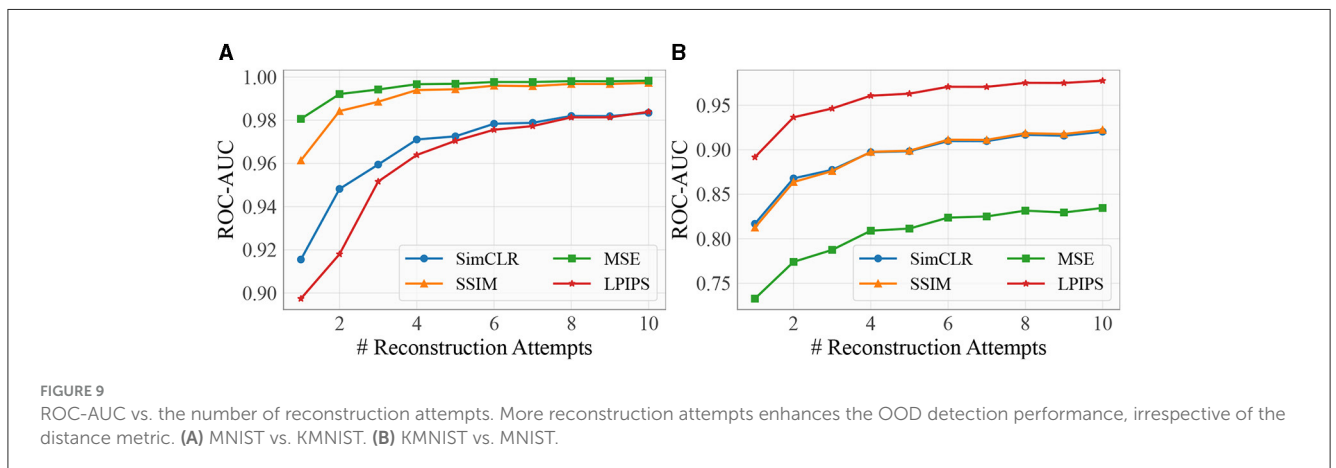 A
B
1.00
0.98
0.96
0.94
0.92
0.90
ROC-AUC
SimCLR
MSE
SSIM
LPIPS
2
4
6
8
10
# Reconstruction Attempts
0.95
0.90
0.85
0.80
0.75
ROC-AUC
SimCLR
MSE
SSIM
LPIPS
2
4
6
8
10
# Reconstruction Attempts
FIGURE 9
ROC-AUC vs. the number of reconstruction attempts. More reconstruction attempts enhances the OOD detection performance, irrespective of the
distance metric. (A) MNIST vs. KMNIST. (B) KMNIST vs. MNIST.